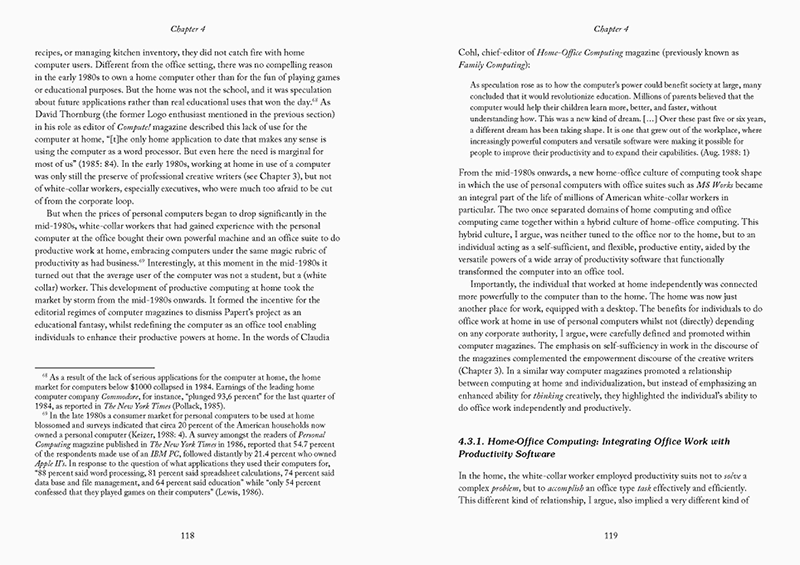 Chapter 4
recipes, or managing kitchen inventory, they did not catch fire with home
computer users. Different from the office setting, there was no compelling reason
in the early 1980s to own a home computer other than for the fun of playing games
or educational purposes. But the home was not the school, and it was speculation
about future applications rather than real educational uses that won the day.⁶⁸ As
David Thornburg (the former Logo enthusiast mentioned in the previous section)
in his role as editor of Compute! magazine described this lack of use for the
computer at home, “[t]he only home application to date that makes any sense is
using the computer as a word processor. But even here the need is marginal for
most of us” (1985: 84). In the early 1980s, working at home in use of a computer
was only still the preserve of professional creative writers (see Chapter 3), but not
of white-collar workers, especially executives, who were much too afraid to be cut
of from the corporate loop.
But when the prices of personal computers began to drop significantly in the
mid-1980s, white-collar workers that had gained experience with the personal
computer at the office bought their own powerful machine and an office suite to do
productive work at home, embracing computers under the same magic rubric of
productivity as had business.⁶⁹ Interestingly, at this moment in the mid-1980s it
turned out that the average user of the computer was not a student, but a (white
collar) worker. This development of productive computing at home took the
market by storm from the mid-1980s onwards. It formed the incentive for the
editorial regimes of computer magazines to dismiss Papert’s project as an
educational fantasy, whilst redefining the computer as an office tool enabling
individuals to enhance their productive powers at home. In the words of Claudia
⁶⁸ As a result of the lack of serious applications for the computer at home, the home
market for computers below $1000 collapsed in 1984. Earnings of the leading home
computer company Commodore, for instance, “plunged 93,6 percent” for the last quarter of
1984, as reported in The New York Times (Pollack, 1985).
⁶⁹ In the late 1980s a consumer market for personal computers to be used at home
blossomed and surveys indicated that circa 20 percent of the American households now
owned a personal computer (Keizer, 1988: 4). A survey amongst the readers of Personal
Computing magazine published in The New York Times in 1986, reported that 54.7 percent
of the respondents made use of an IBM PC, followed distantly by 21.4 percent who owned
Apple II’s. In response to the question of what applications they used their computers for,
“88 percent said word processing, 81 percent said spreadsheet calculations, 74 percent said
data base and file management, and 64 percent said education” while “only 54 percent
confessed that they played games on their computers” (Lewis, 1986).
118
Chapter 4
Cohl, chief-editor of Home-Office Computing magazine (previously known as
Family Computing):
As speculation rose as to how the computer’s power could benefit society at large, many
concluded that it would revolutionize education. Millions of parents believed that the
computer would help their children learn more, better, and faster, without
understanding how. This was a new kind of dream. […] Over these past five or six years,
a different dream has been taking shape. It is one that grew out of the workplace, where
increasingly powerful computers and versatile software were making it possible for
people to improve their productivity and to expand their capabilities. (Aug. 1988: 1)
From the mid-1980s onwards, a new home-office culture of computing took shape
in which the use of personal computers with office suites such as MS Works became
an integral part of the life of millions of American white-collar workers in
particular. The two once separated domains of home computing and office
computing came together within a hybrid culture of home-office computing. This
hybrid culture, I argue, was neither tuned to the office nor to the home, but to an
individual acting as a self-sufficient, and flexible, productive entity, aided by the
versatile powers of a wide array of productivity software that functionally
transformed the computer into an office tool.
Importantly, the individual that worked at home independently was connected
more powerfully to the computer than to the home. The home was now just
another place for work, equipped with a desktop. The benefits for individuals to do
office work at home in use of personal computers whilst not (directly) depending
on any corporate authority, I argue, were carefully defined and promoted within
computer magazines. The emphasis on self-sufficiency in work in the discourse of
the magazines complemented the empowerment discourse of the creative writers
(Chapter 3). In a similar way computer magazines promoted a relationship
between computing at home and individualization, but instead of emphasizing an
enhanced ability for thinking creatively, they highlighted the individual’s ability to
do office work independently and productively.
4.3.1. Home-Office Computing: Integrating Office Work with
Productivity Software
In the home, the white-collar worker employed productivity suits not to solve a
complex problem, but to accomplish an office type task effectively and efficiently.
This different kind of relationship, I argue, also implied a very different kind of
119